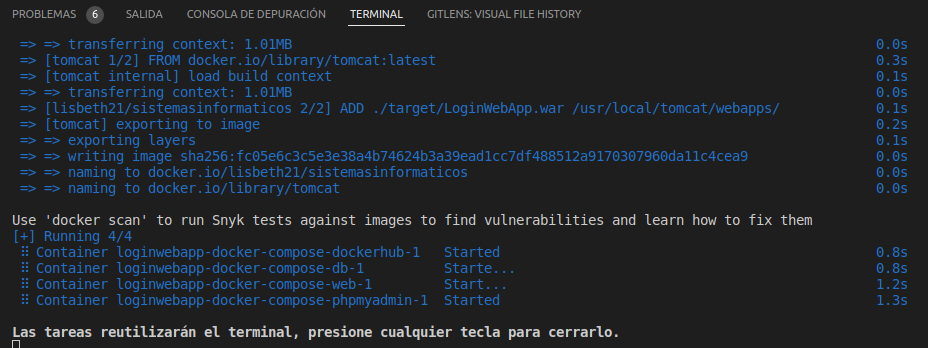 PROBLEMAS 6 SALIDA CONSOLA DE DEPURACIÓN TERMINAL GITLENS: VISUAL FILE HISTORY
=> => transferring context: 1.01MB 0.0s
=> [tomcat 1/2] FROM docker.io/library/tomcat:latest 0.3s
=> [tomcat internal] load build context 0.1s
=> => transferring context: 1.01MB 0.0s
=> [lisbeth21/sistemasinformaticos 2/2] ADD ./target/LoginWebApp.war /usr/local/tomcat/webapps/ 0.1s
=> [tomcat] exporting to image 0.2s
=> => exporting layers 0.1s
=> => writing image sha256:fc05e6c3c5e3e38a4b74624b3a39ead1cc7df488512a9170307960da11c4cea9 0.0s
=> => naming to docker.io/lisbeth21/sistemasinformaticos 0.0s
=> => naming to docker.io/library/tomcat 0.0s
Use 'docker scan' to run Snyk tests against images to find vulnerabilities and learn how to fix them
[+] Running 4/4
⠿ Container loginwebapp-docker-compose-dockerhub-1 Started 0.8s
⠿ Container loginwebapp-docker-compose-db-1 Starte... 0.8s
⠿ Container loginwebapp-docker-compose-web-1 Start... 1.2s
⠿ Container loginwebapp-docker-compose-phpmyadmin-1 Started 1.3s
Las tareas reutilizarán el terminal, presione cualquier tecla para cerrarlo.